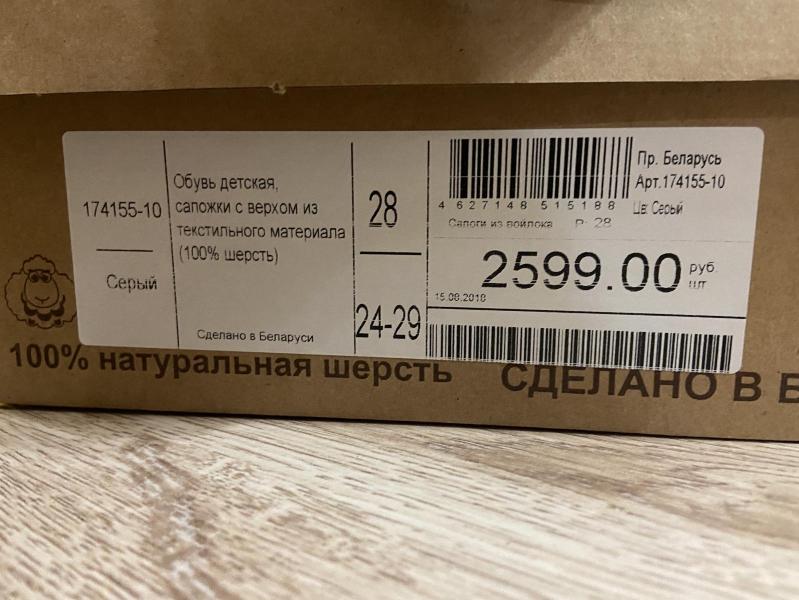 174155-10
Серый
Обувь детская,
сапожки с верхом из
текстильного материала
(100% шерсть)
Сделано в Беларуси
28
24-29
4 627148 515188
Сапоги из войлока Р: 28
Пр. Беларусь
Арт.174155-10
Цв: Серый
2599.00 руб.
шт
15.08.2018
100% натуральная шерсть
СДЕЛАНО В